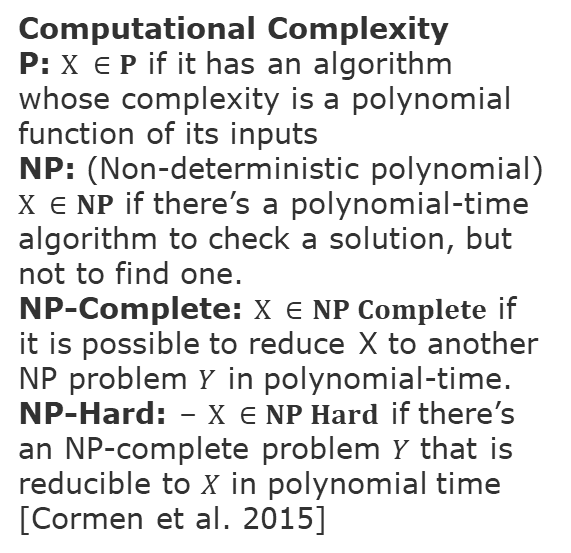 Computational Complexity
P: X ∈ P if it has an algorithm
whose complexity is a polynomial
function of its inputs
NP: (Non-deterministic polynomial)
X ∈ NP if there’s a polynomial-time
algorithm to check a solution, but
not to find one.
NP-Complete: X ∈ NP Complete if
it is possible to reduce X to another
NP problem Y in polynomial-time.
NP-Hard: – X ∈ NP Hard if there’s
an NP-complete problem Y that is
reducible to X in polynomial time
[Cormen et al. 2015]